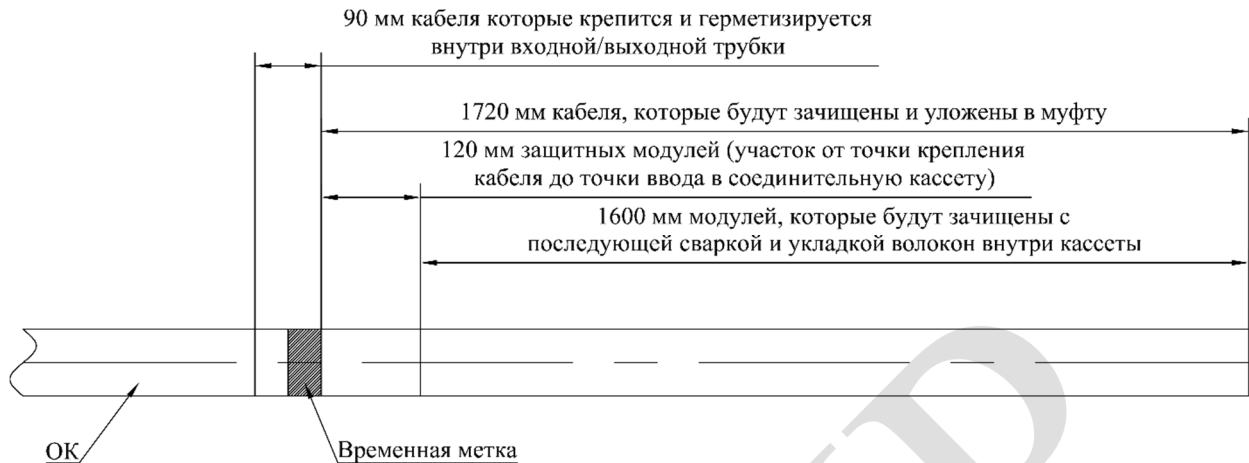 90 мм кабеля которые крепится и герметизируется
внутри входной/выходной трубки
1720 мм кабеля, которые будут зачищены и уложены в муфту
120 мм защитных модулей (участок от точки крепления
кабеля до точки ввода в соединительную кассету)
1600 мм модулей, которые будут зачищены с
последующей сваркой и укладкой волокон внутри кассеты
ОК
Временная метка